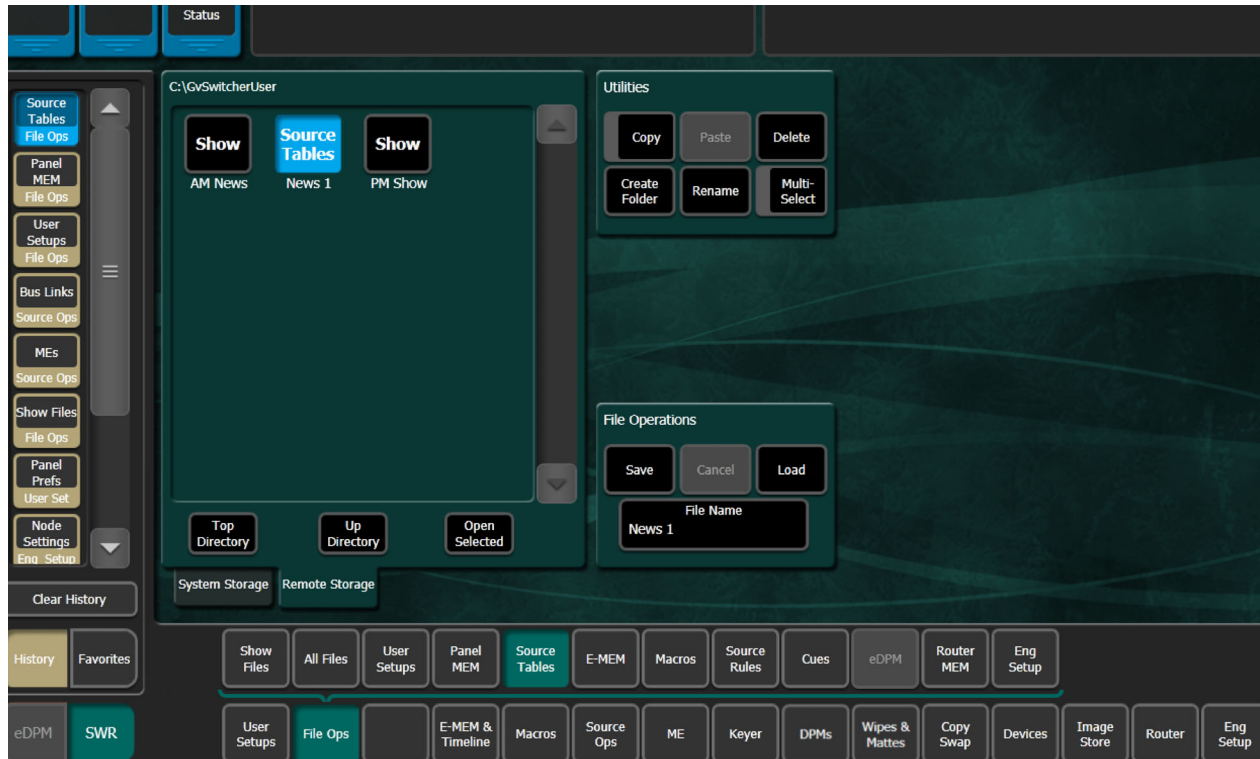 Status
Source
Tables
File Ops
Panel
MEM
File Ops
User
Setups
File Ops
Bus Links
Source Ops
MEs
Source Ops
Show Files
File Ops
Panel
Prefs
User Set
Node
Settings
Eng Setup
Clear History
History
Favorites
eDPM
SWR
C:\GvSwitcherUser
Show
AM News
Source
Tables
News 1
Show
PM Show
Top
Directory
Up
Directory
Open
Selected
System Storage
Remote Storage
Utilities
Copy
Paste
Delete
Create
Folder
Rename
Multi-
Select
File Operations
Save
Cancel
Load
File Name
News 1
Show
Files
All Files
User
Setups
Panel
MEM
Source
Tables
E-MEM
Macros
Source
Rules
Cues
eDPM
Router
MEM
Eng
Setup
User
Setups
File Ops
E-MEM &
Timeline
Macros
Source
Ops
ME
Keyer
DPMs
Wipes &
Mattes
Copy
Swap
Devices
Image
Store
Router
Eng
Setup